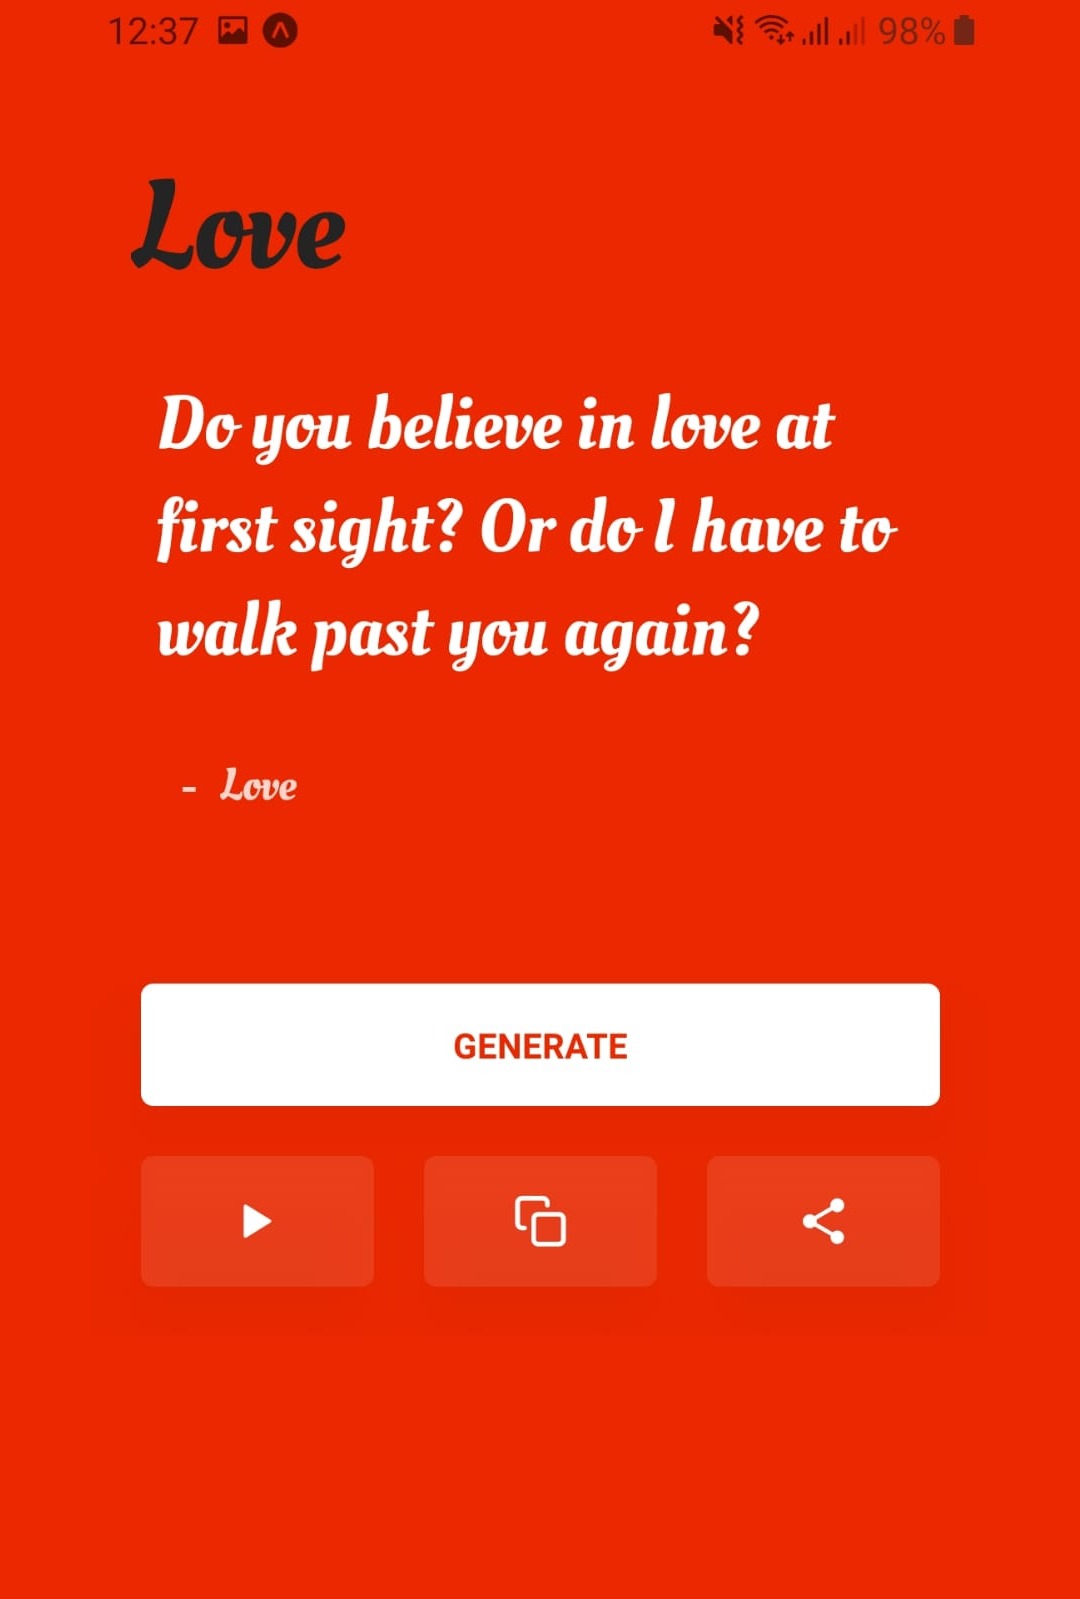 12:37 98%
Love
Do you believe in love at
first sight? Or do I have to
walk past you again?
- Love
GENERATE